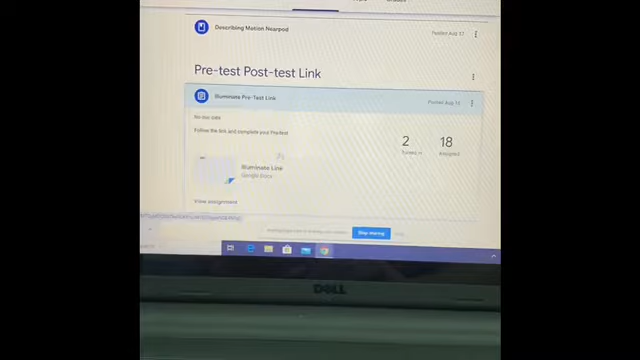 Describing Motion Nearpod
Posted Aug 17
Pre-test Post-test Link
Illuminate Pre-Test Link
Posted Aug 13
No due date
Follow the link and complete your Pre-test
2
18
Turned in
Assigned
Illuminate Link
Google Docs
View assignment
Stop sharing
DELL